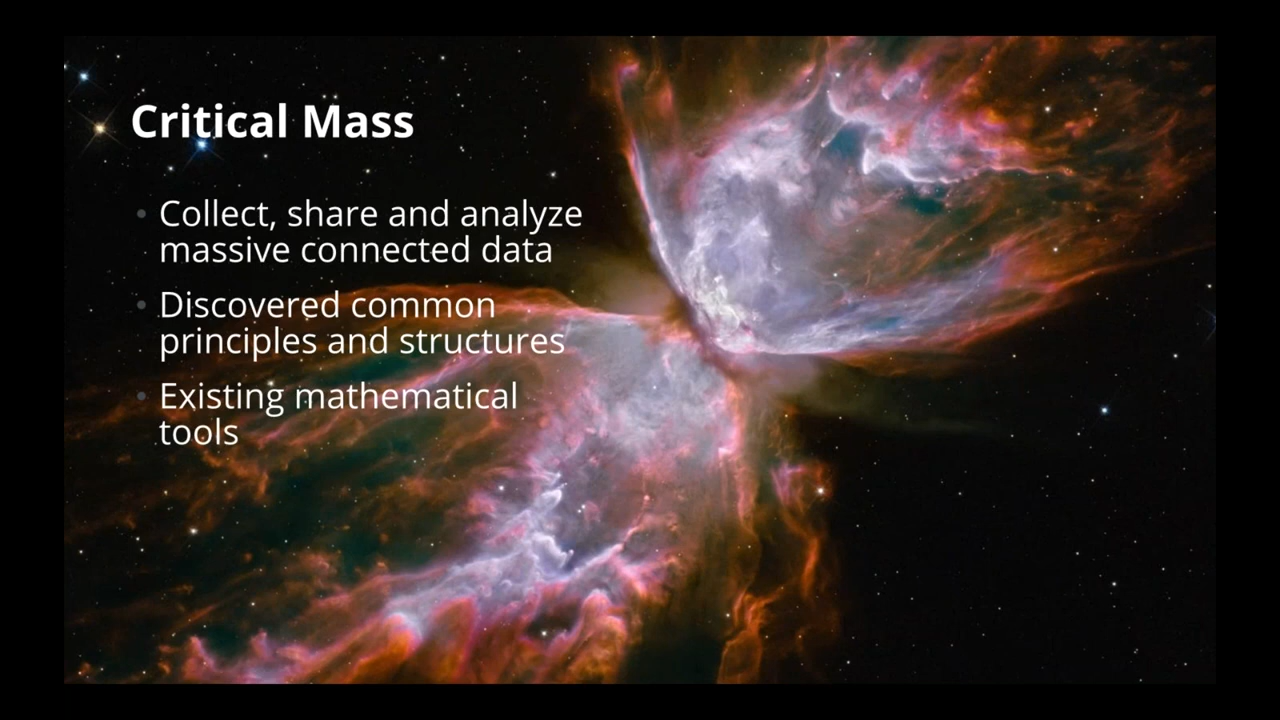 Critical Mass
• Collect, share and analyze
massive connected data
• Discovered common
principles and structures
• Existing mathematical
tools